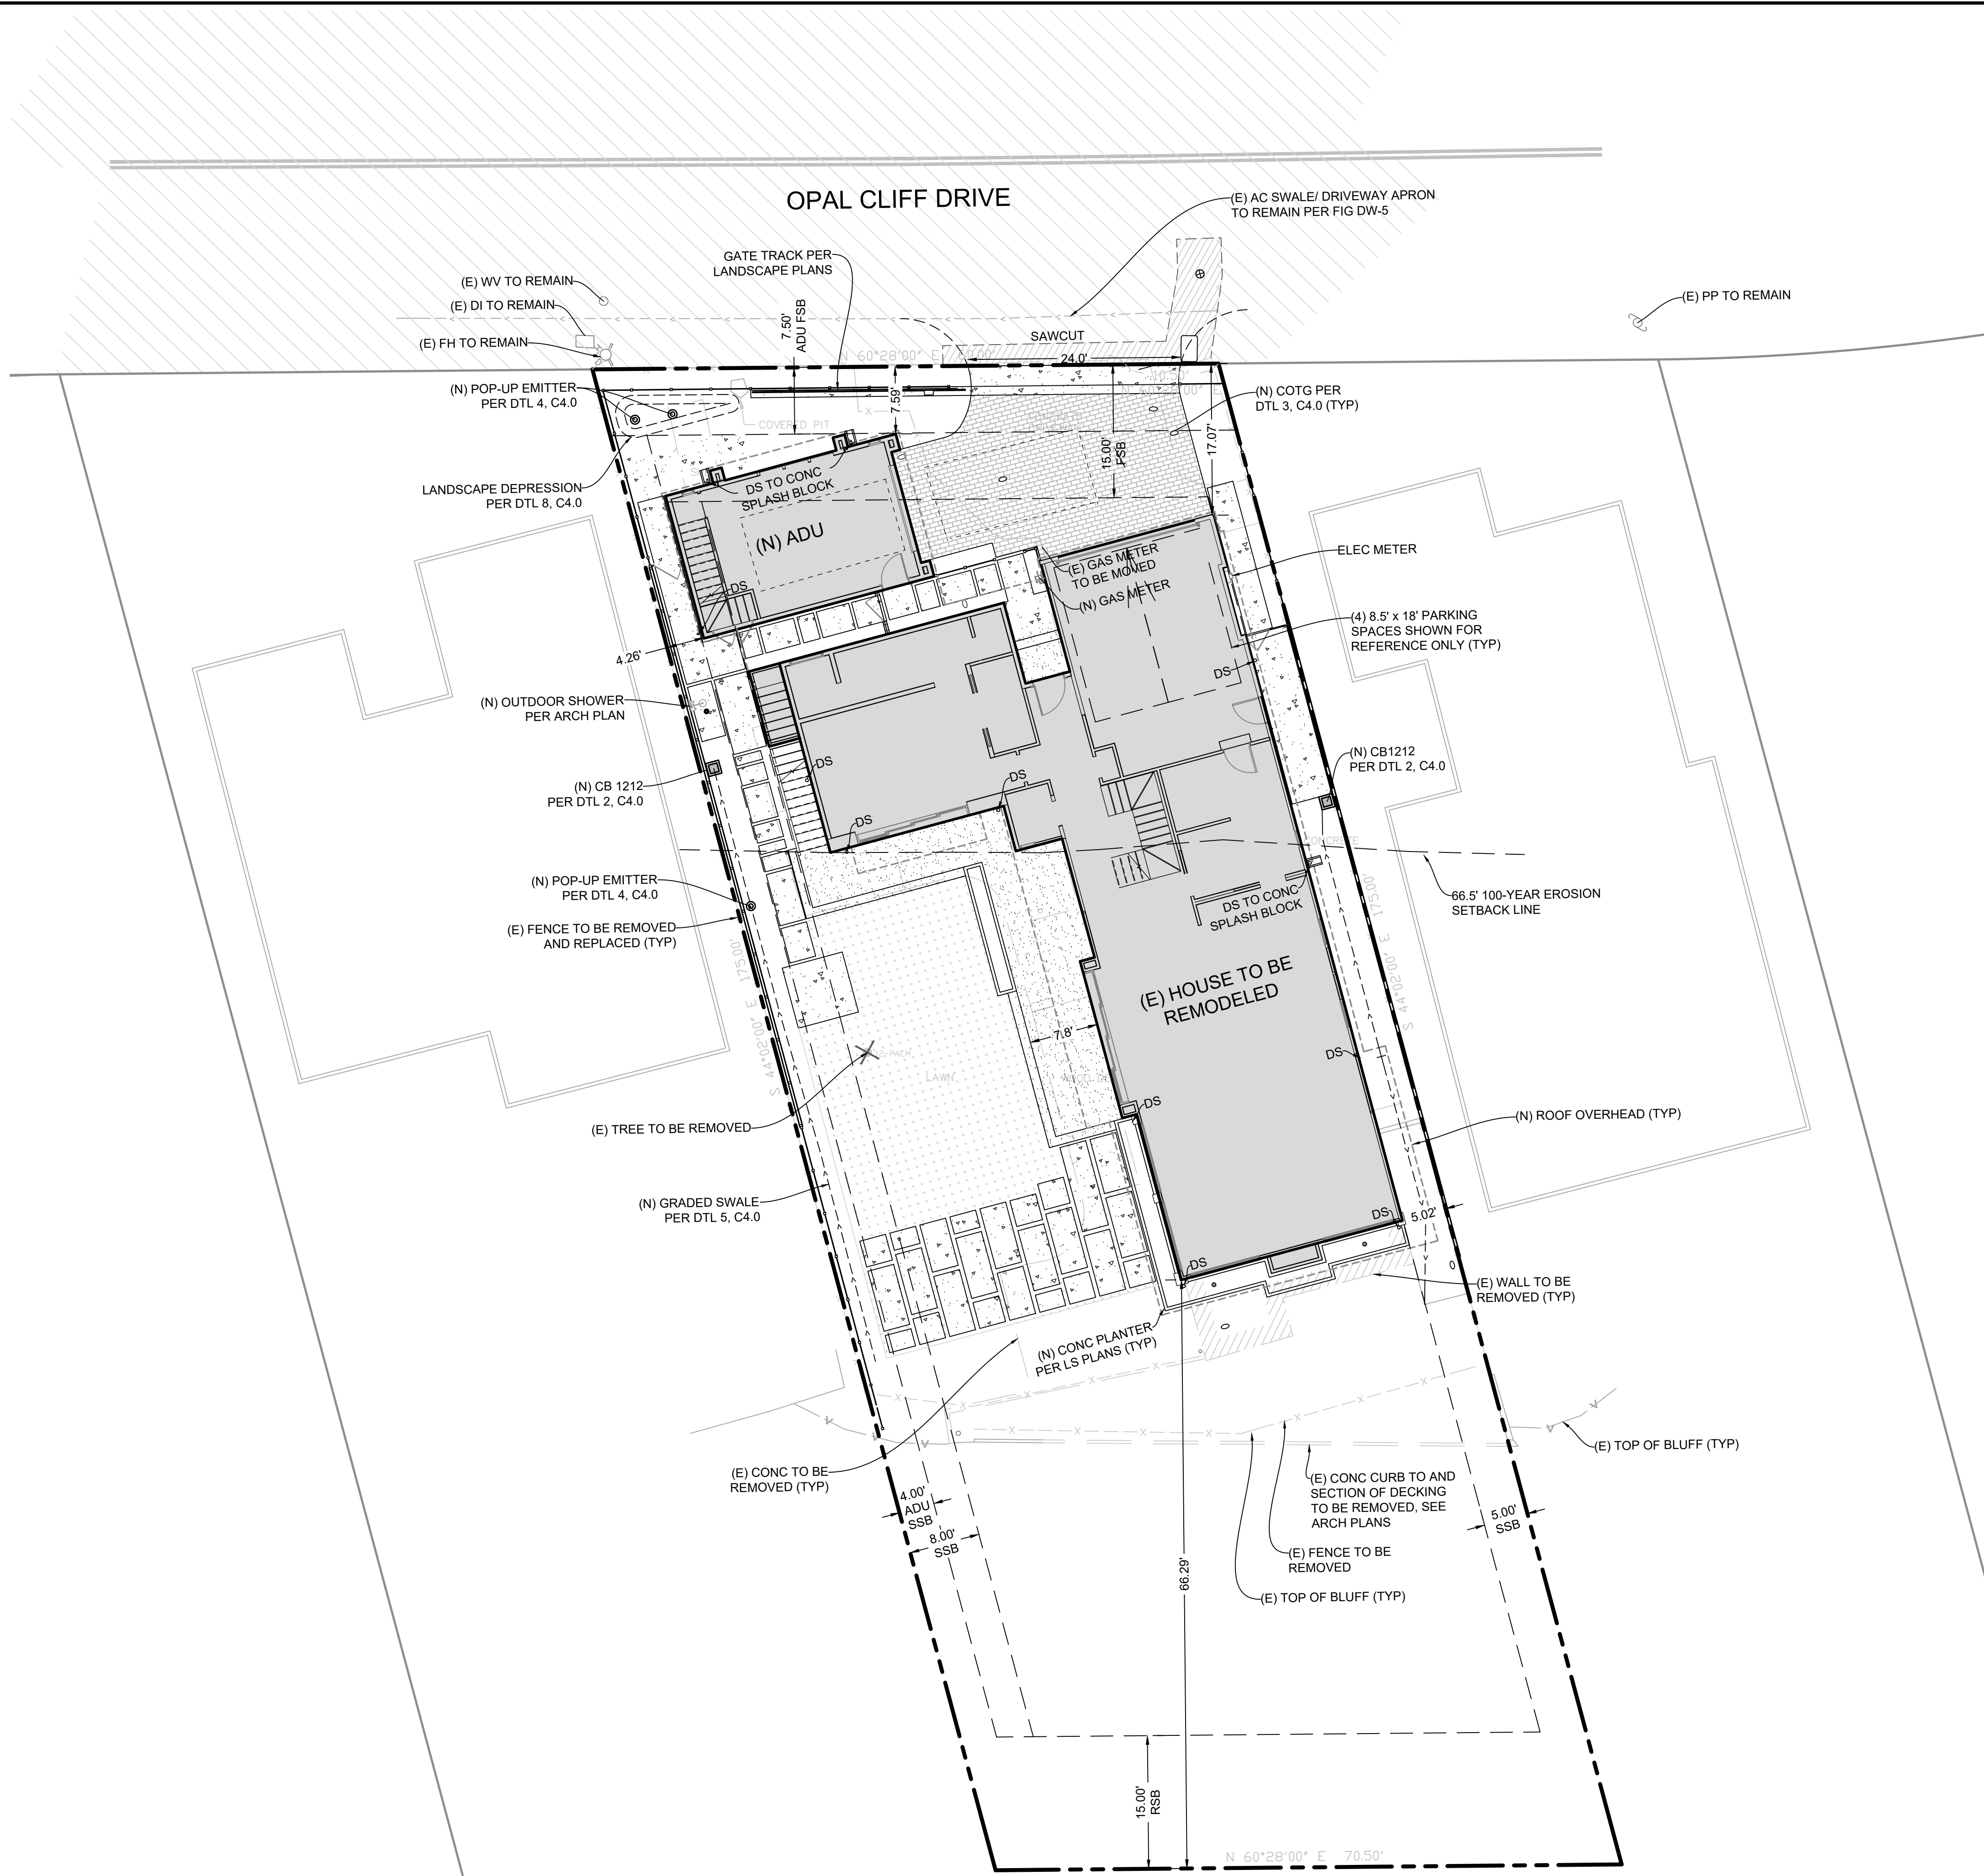 OPAL CLIFF DRIVE
(E) AC SWALE/ DRIVEWAY APRON
TO REMAIN PER FIG DW-5
GATE TRACK PER
LANDSCAPE PLANS
(E) WV TO REMAIN
(E) DI TO REMAIN
(E) FH TO REMAIN
(E) PP TO REMAIN
7.50'
ADU FSB
SAWCUT
24.0'
N 60°28'00" E
(N) POP-UP EMITTER
PER DTL 4, C4.0
7.59'
COVERED PIT
(N) COTG PER
DTL 3, C4.0 (TYP)
15.00'
FSB
17.07'
LANDSCAPE DEPRESSION
PER DTL 8, C4.0
DS TO CONC
SPLASH BLOCK
(N) ADU
DS
(E) GAS METER
TO BE MOVED
(N) GAS METER
ELEC METER
(4) 8.5' x 18' PARKING
SPACES SHOWN FOR
REFERENCE ONLY (TYP)
4.26'
DS
(N) OUTDOOR SHOWER
PER ARCH PLAN
(N) CB1212
PER DTL 2, C4.0
DS
DS
(N) CB 1212
PER DTL 2, C4.0
DS
CONCRETE
(N) POP-UP EMITTER
PER DTL 4, C4.0
66.5' 100-YEAR EROSION
SETBACK LINE
DS TO CONC
SPLASH BLOCK
(E) FENCE TO BE REMOVED
AND REPLACED (TYP)
S 44°02'00" E 175.00'
S 44°02'00" E 175.00'
(E) HOUSE TO BE
REMODELED
7.8'
DS
LAWN
DS
(E) TREE TO BE REMOVED
(N) ROOF OVERHEAD (TYP)
(N) GRADED SWALE
PER DTL 5, C4.0
DS
5.02'
DS
(E) WALL TO BE
REMOVED (TYP)
(N) CONC PLANTER
PER LS PLANS (TYP)
(E) TOP OF BLUFF (TYP)
(E) CONC TO BE
REMOVED (TYP)
(E) CONC CURB TO AND
SECTION OF DECKING
TO BE REMOVED, SEE
ARCH PLANS
4.00'
ADU
SSB
8.00'
SSB
5.00'
SSB
(E) FENCE TO BE
REMOVED
66.29'
(E) TOP OF BLUFF (TYP)
15.00'
RSB
N 60°28'00" E 70.50'